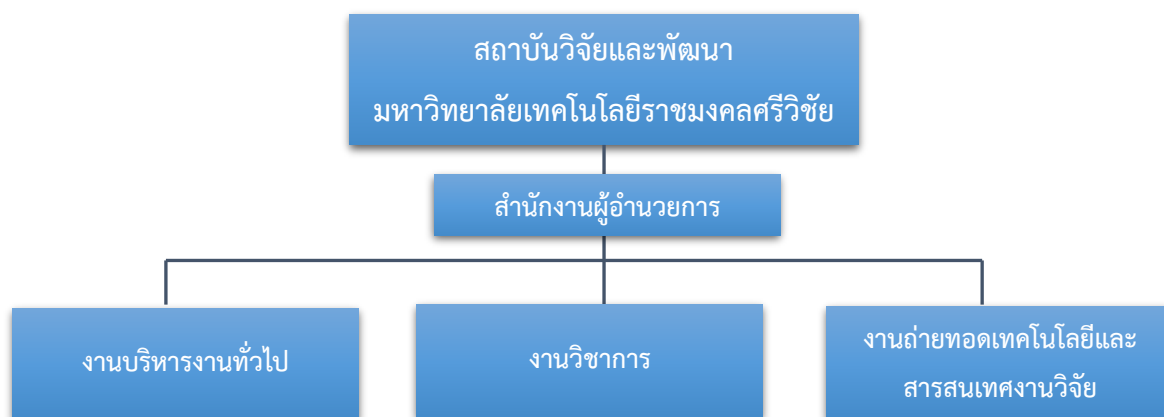 สถาบันวิจัยและพัฒนา
มหาวิทยาลัยเทคโนโลยีราชมงคลศรีวิชัย
สำนักงานผู้อำนวยการ
งานบริหารงานทั่วไป
งานวิชาการ
งานถ่ายทอดเทคโนโลยีและ
สารสนเทศงานวิจัย